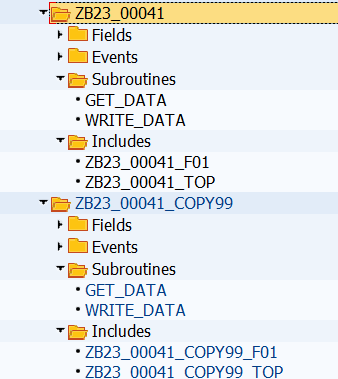 ZB23_00041
Fields
Events
Subroutines
GET_DATA
WRITE_DATA
Includes
ZB23_00041_F01
ZB23_00041_TOP
ZB23_00041_COPY99
Fields
Events
Subroutines
GET_DATA
WRITE_DATA
Includes
ZB23_00041_COPY99_F01
ZB23_00041_COPY99_TOP